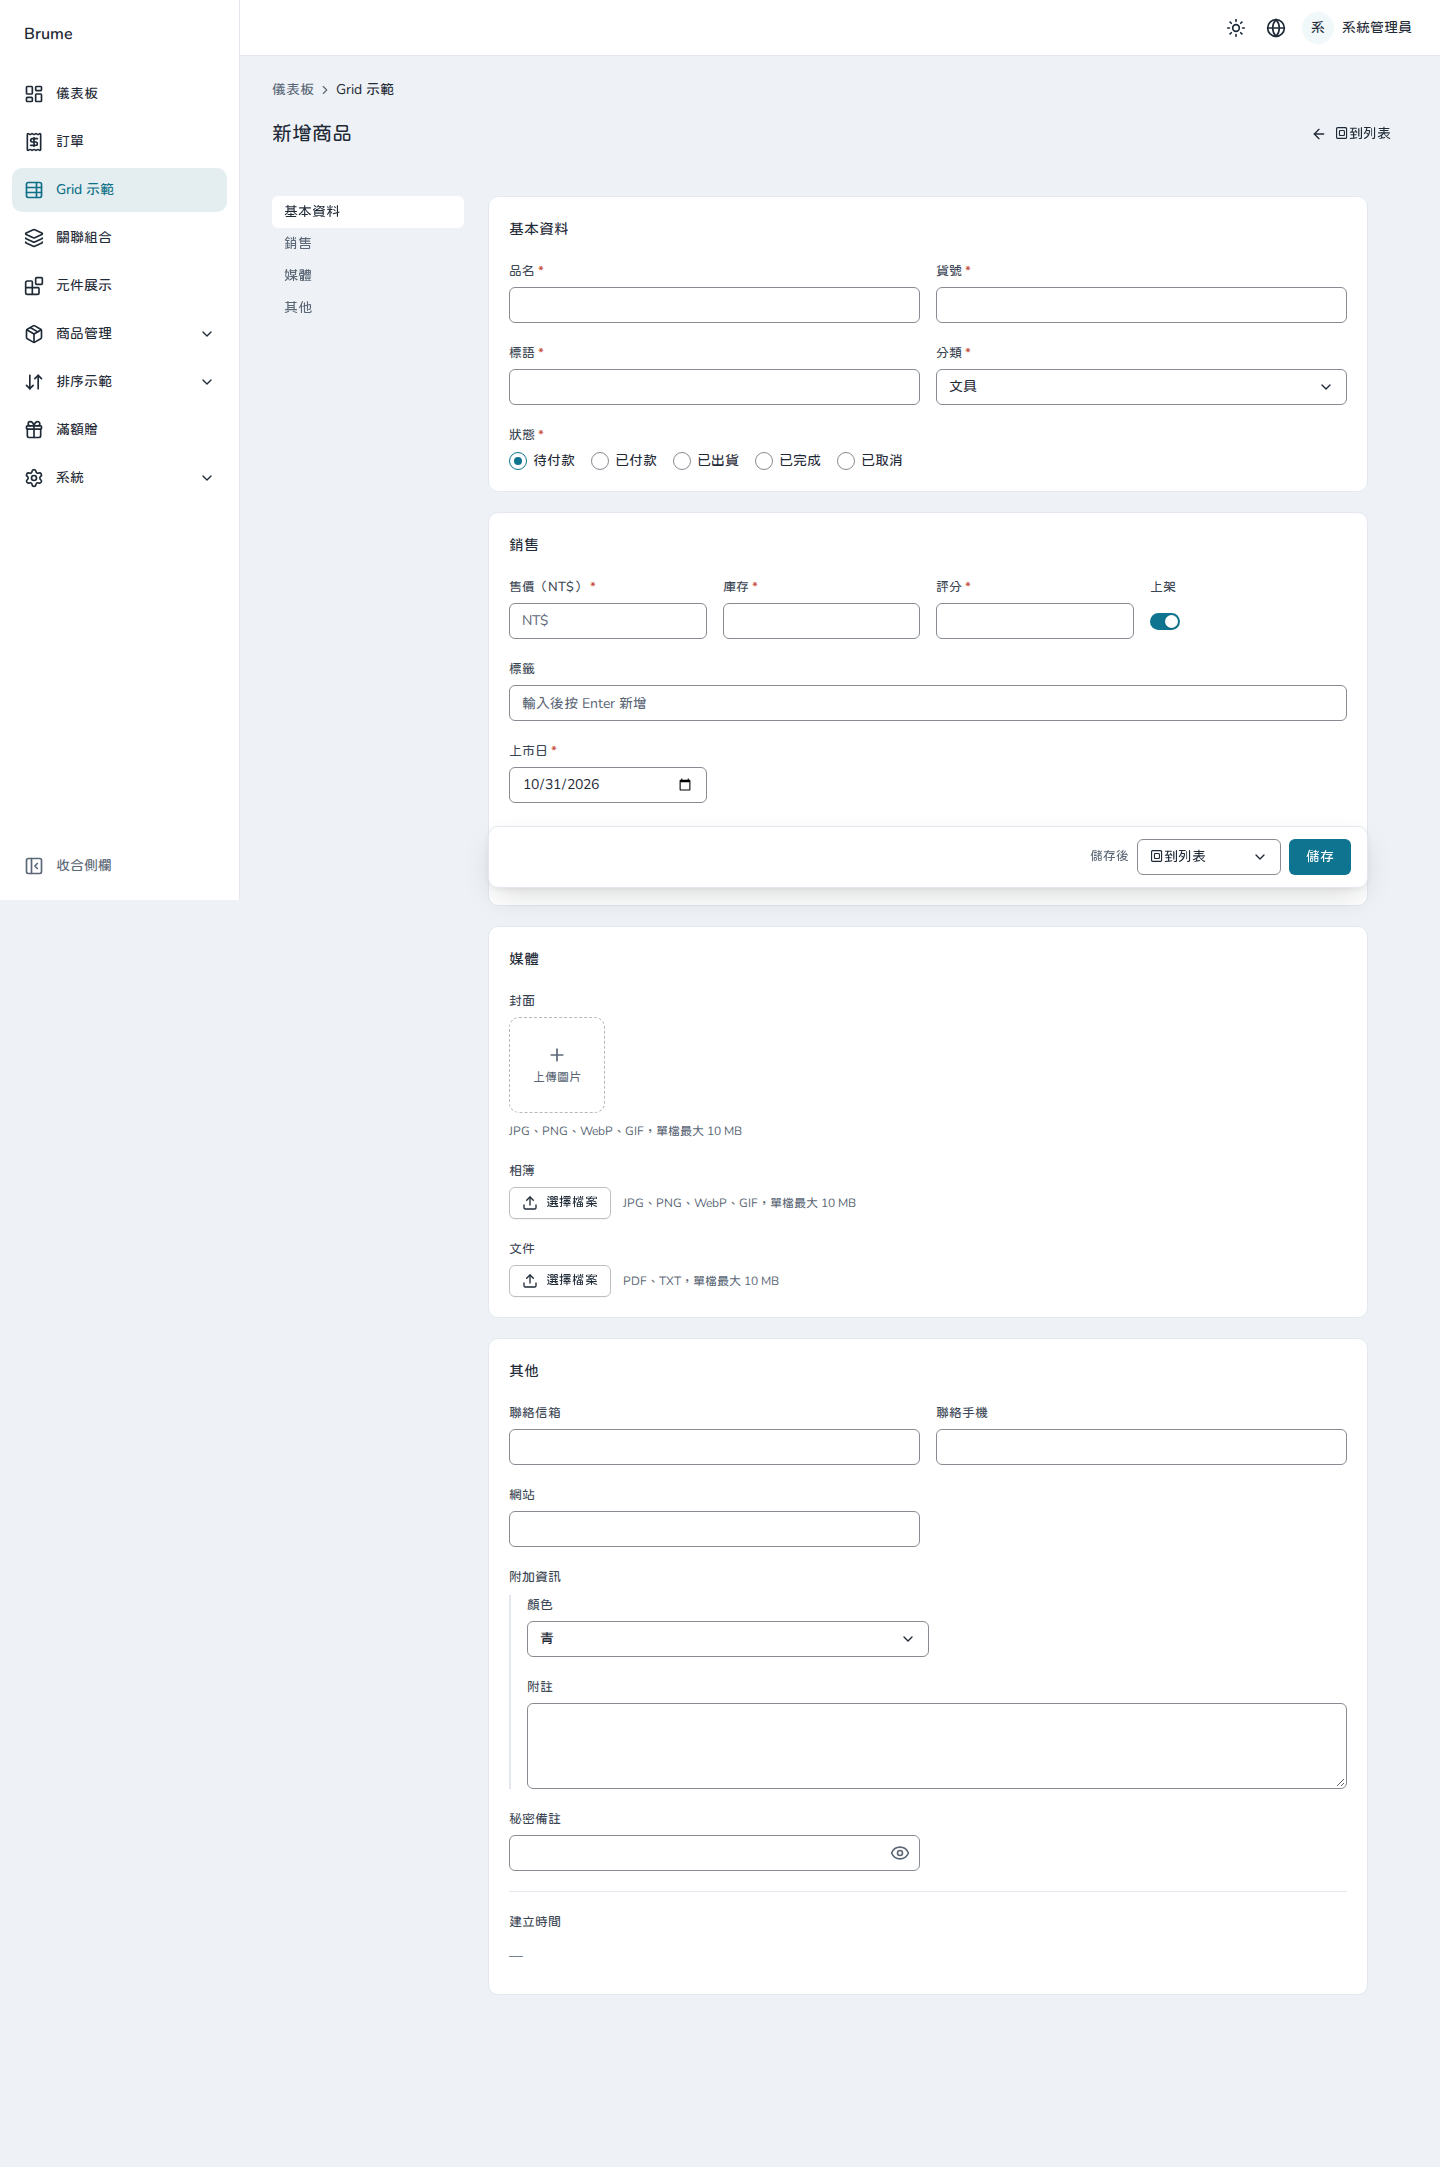 Brume
儀表板
訂單
Grid 示範
關聯組合
元件展示
商品管理
排序示範
滿額贈
系統
收合側欄
系 系統管理員
儀表板 > Grid 示範
新增商品
回到列表
基本資料
銷售
媒體
其他
基本資料
品名 * 貨號 *
標語 * 分類 *
文具
狀態 *
待付款 已付款 已出貨 已完成 已取消
銷售
售價（NT$） * 庫存 * 評分 * 上架
NT$
標籤
輸入後按 Enter 新增
上市日 *
10/31/2026
儲存後 回到列表 儲存
媒體
封面
上傳圖片
JPG、PNG、WebP、GIF，單檔最大 10 MB
相簿
選擇檔案 JPG、PNG、WebP、GIF，單檔最大 10 MB
文件
選擇檔案 PDF、TXT，單檔最大 10 MB
其他
聯絡信箱 聯絡手機
網站
附加資訊
顏色
青
附註
秘密備註
建立時間
—